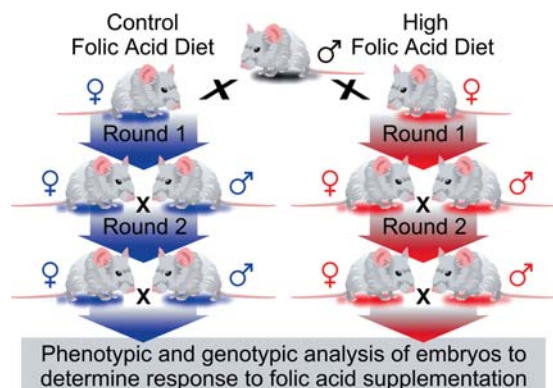 Control
Folic Acid Diet
High
Folic Acid Diet
♂
♀
X
X
♀
Round 1
Round 1
♀
X
♂
♀
X
♂
Round 2
Round 2
♀
X
♂
♀
X
♂
Phenotypic and genotypic analysis of embryos to
determine response to folic acid supplementation